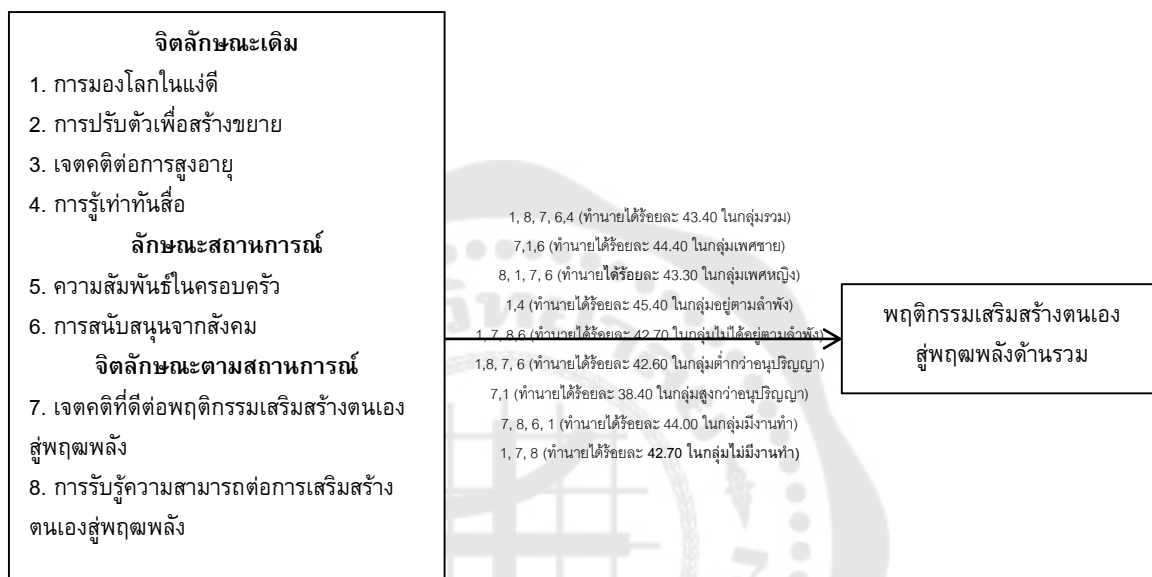 จิตลักษณะเดิม
1. การมองโลกในแง่ดี
2. การปรับตัวเพื่อสร้างขยาย
3. เจตคติต่อการสูงอายุ
4. การรู้เท่าทันสื่อ
ลักษณะสถานการณ์
5. ความสัมพันธ์ในครอบครัว
6. การสนับสนุนจากสังคม
จิตลักษณะตามสถานการณ์
7. เจตคติที่ดีต่อพฤติกรรมเสริมสร้างตนเอง
สู่พฤฒพลัง
8. การรับรู้ความสามารถต่อการเสริมสร้าง
ตนเองสู่พฤฒพลัง
1, 8, 7, 6,4 (ทำนายได้ร้อยละ 43.40 ในกลุ่มรวม)
7,1,6 (ทำนายได้ร้อยละ 44.40 ในกลุ่มเพศชาย)
8, 1, 7, 6 (ทำนายได้ร้อยละ 43.30 ในกลุ่มเพศหญิง)
1,4 (ทำนายได้ร้อยละ 45.40 ในกลุ่มอยู่ตามลำพัง)
1, 7, 8,6 (ทำนายได้ร้อยละ 42.70 ในกลุ่มไม่ได้อยู่ตามลำพัง)
1,8, 7, 6 (ทำนายได้ร้อยละ 42.60 ในกลุ่มต่ำกว่าอนุปริญญา)
7,1 (ทำนายได้ร้อยละ 38.40 ในกลุ่มสูงกว่าอนุปริญญา)
7, 8, 6, 1 (ทำนายได้ร้อยละ 44.00 ในกลุ่มมีงานทำ)
1, 7, 8 (ทำนายได้ร้อยละ 42.70 ในกลุ่มไม่มีงานทำ)
พฤติกรรมเสริมสร้างตนเอง
สู่พฤฒพลังด้านรวม